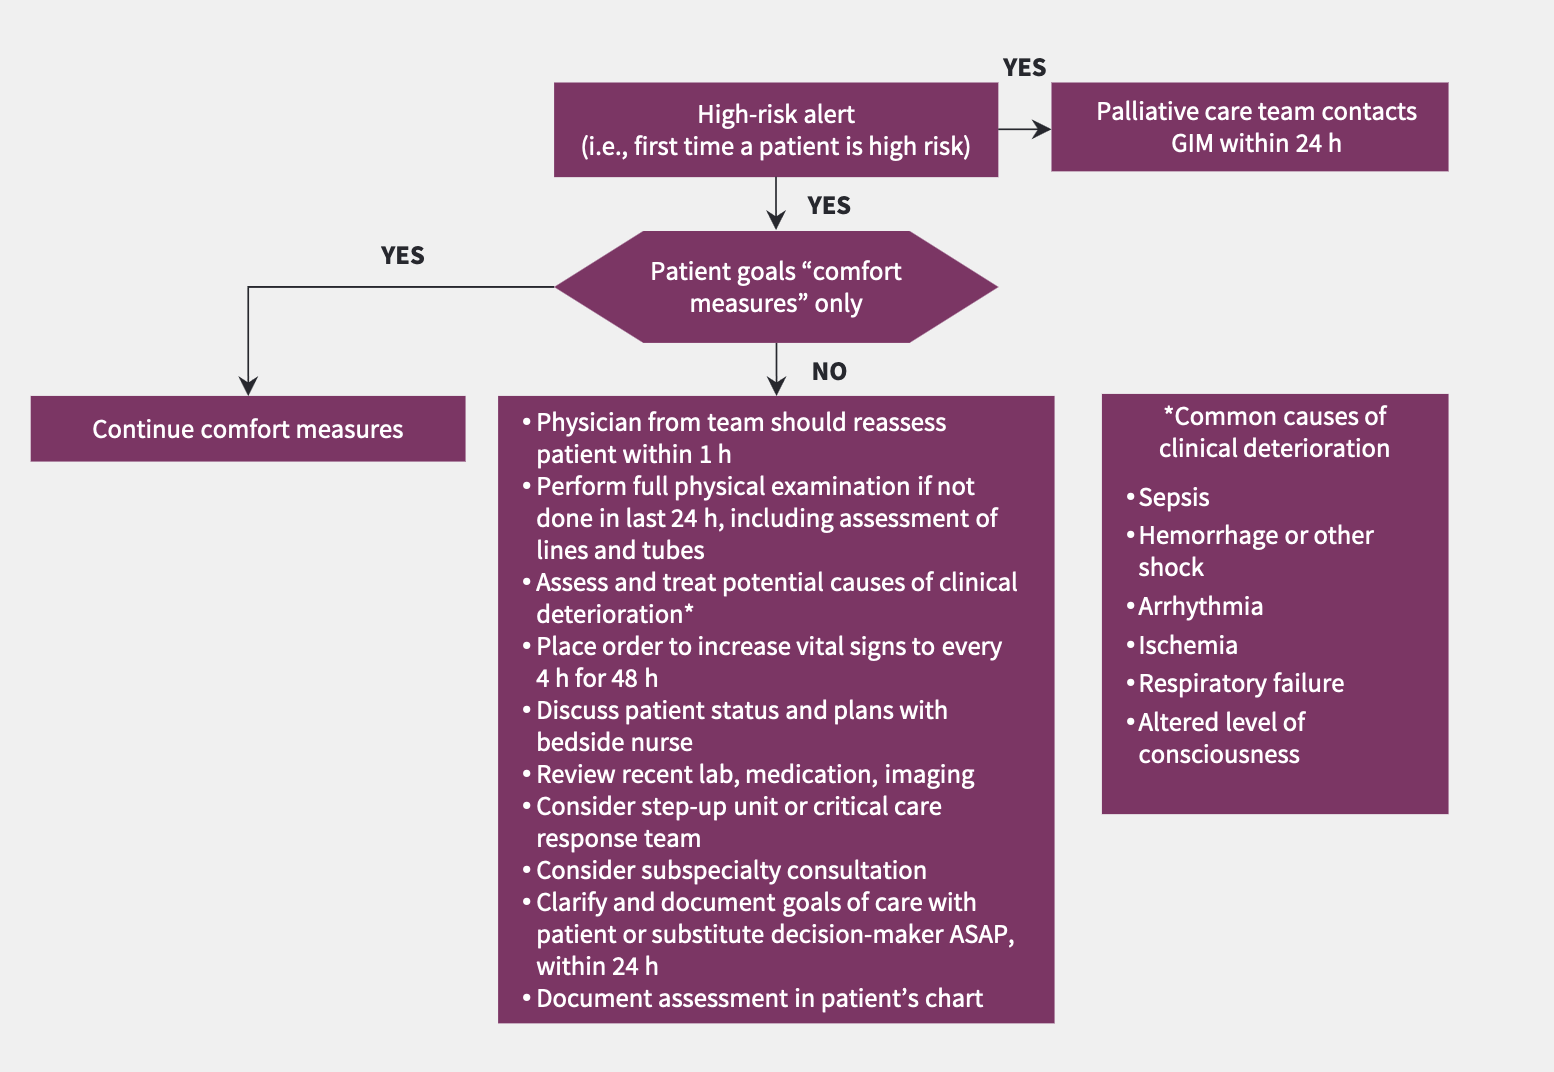 YES
High-risk alert
(i.e., first time a patient is high risk)
Palliative care team contacts
GIM within 24 h
YES
Patient goals “comfort
measures” only
YES
Continue comfort measures
NO
• Physician from team should reassess
patient within 1 h
• Perform full physical examination if not
done in last 24 h, including assessment of
lines and tubes
• Assess and treat potential causes of clinical
deterioration*
• Place order to increase vital signs to every
4 h for 48 h
• Discuss patient status and plans with
bedside nurse
• Review recent lab, medication, imaging
• Consider step-up unit or critical care
response team
• Consider subspecialty consultation
• Clarify and document goals of care with
patient or substitute decision-maker ASAP,
within 24 h
• Document assessment in patient’s chart
*Common causes of
clinical deterioration
• Sepsis
• Hemorrhage or other
shock
• Arrhythmia
• Ischemia
• Respiratory failure
• Altered level of
consciousness